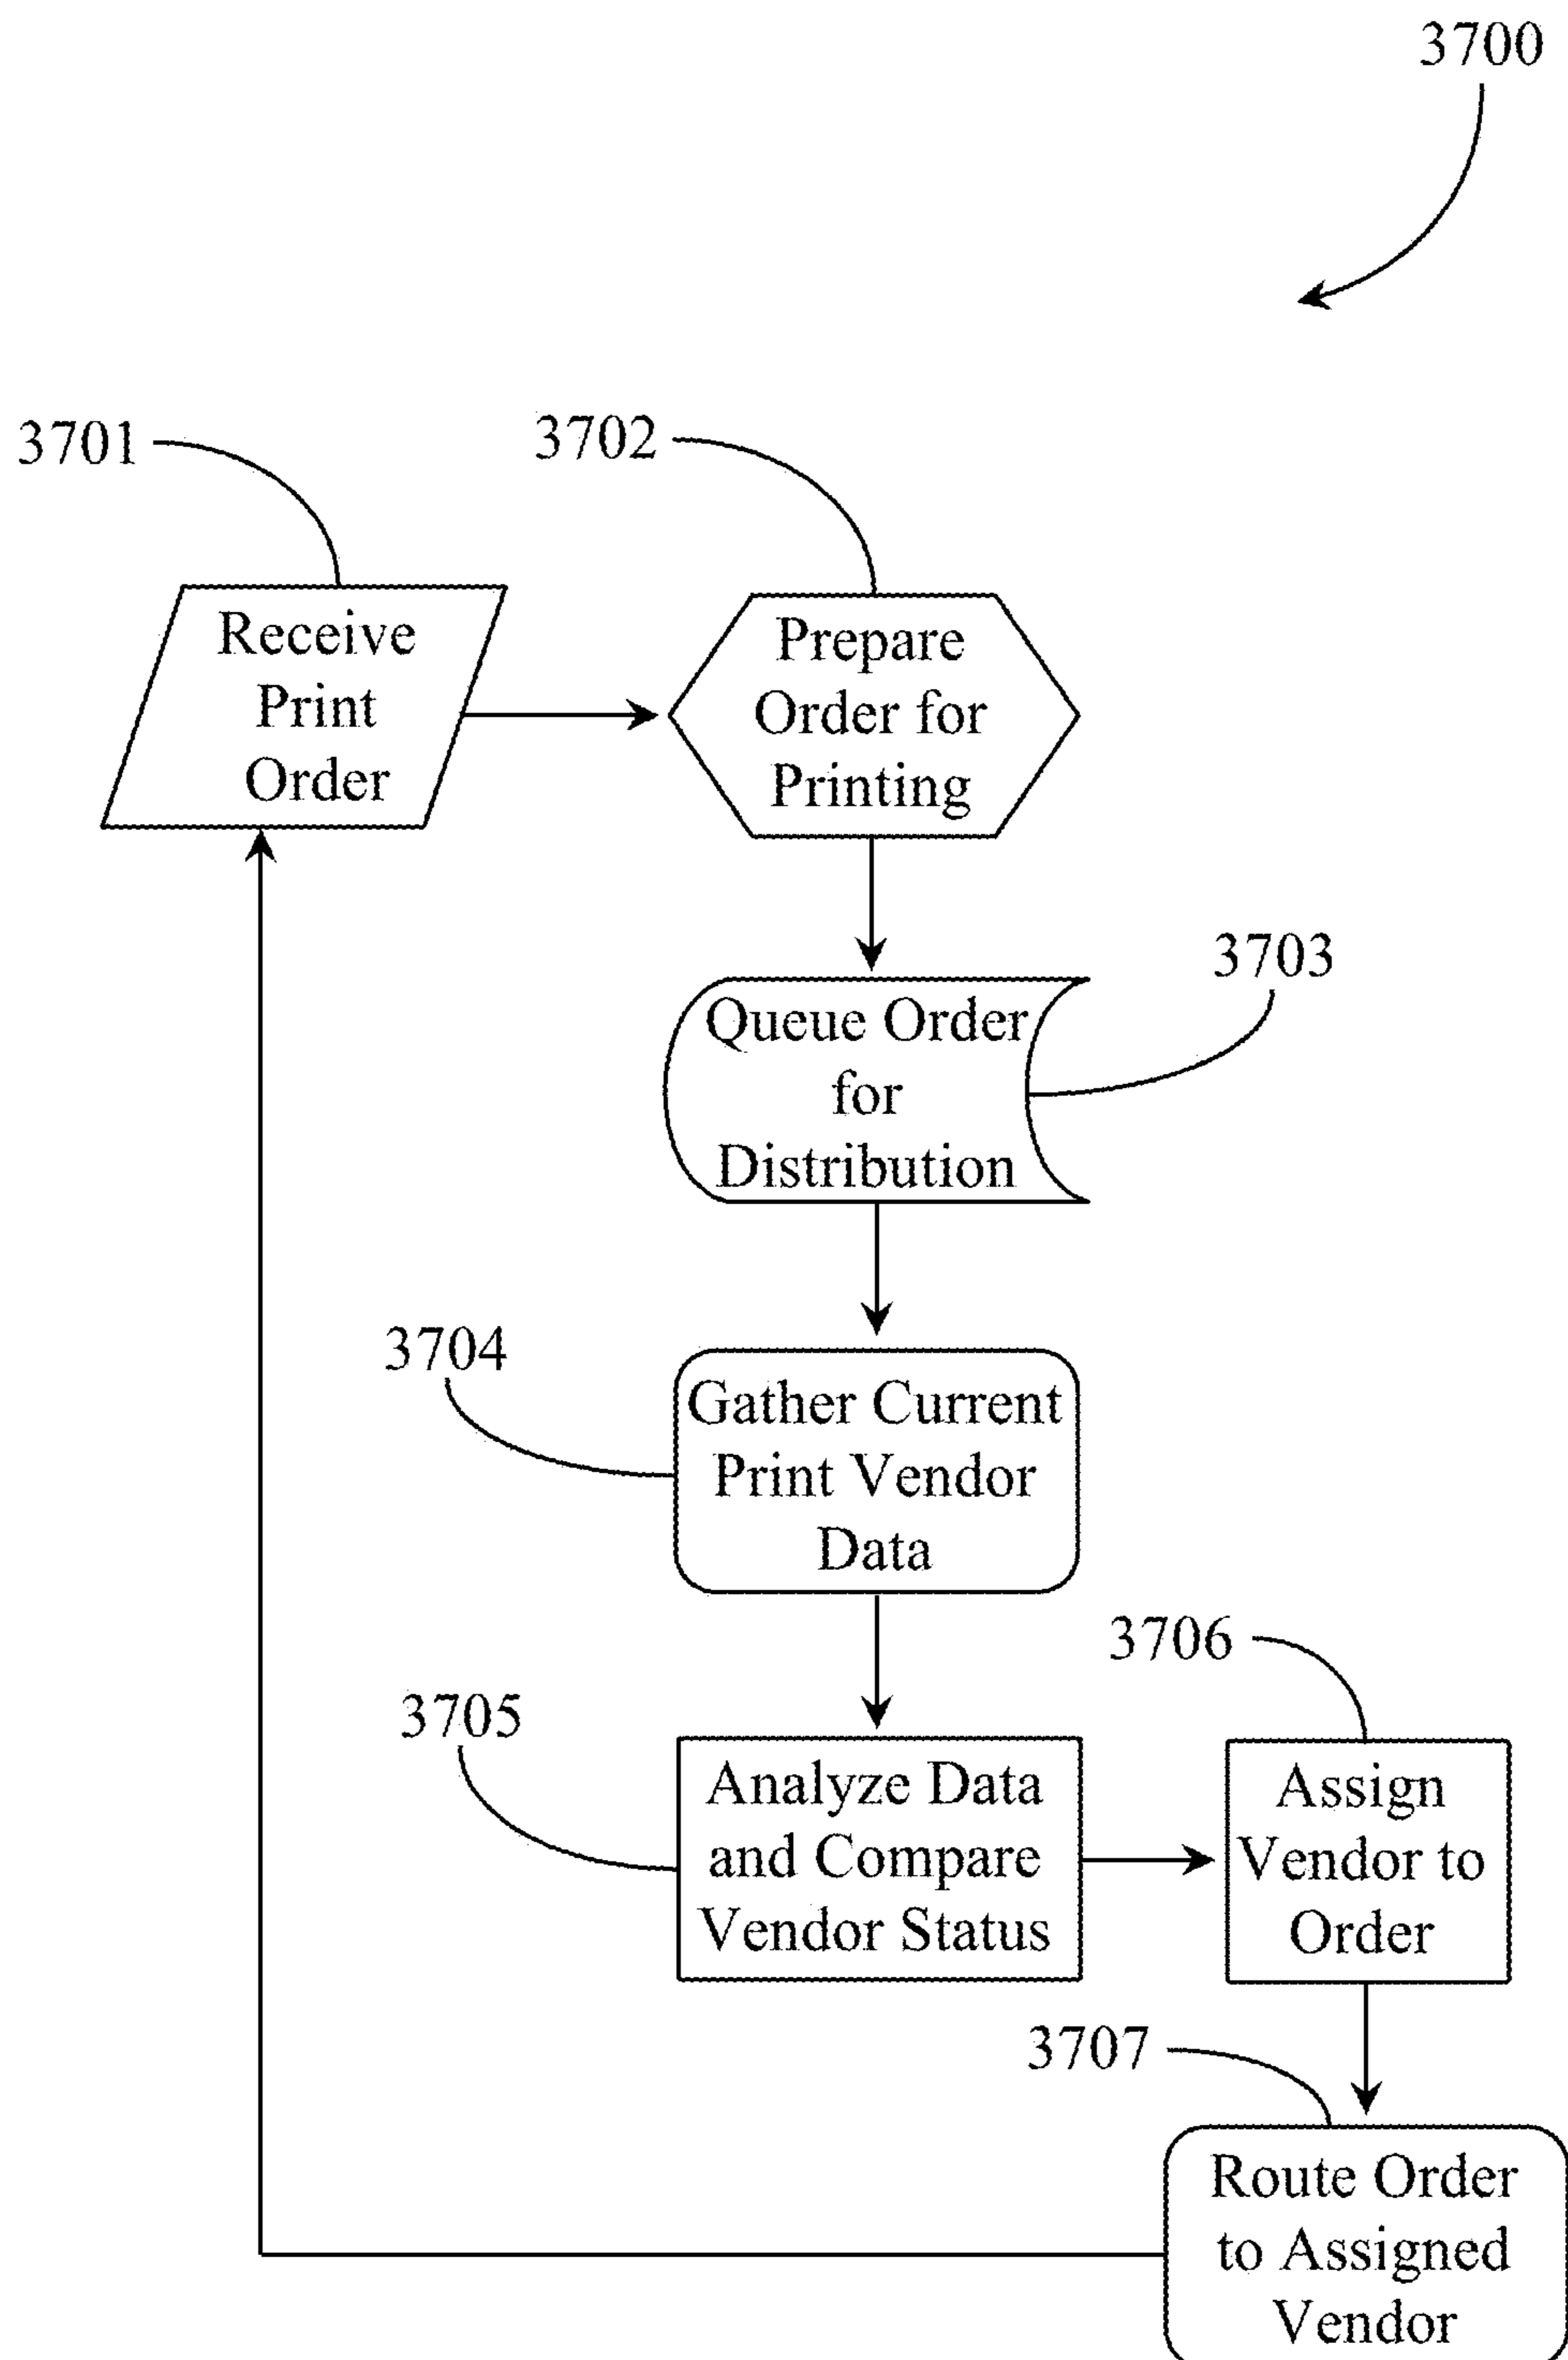 3700
3701
3702
Receive
Print
Order
Prepare
Order for
Printing
3703
Queue Order
for
Distribution
3704
Gather Current
Print Vendor
Data
3705
Analyze Data
and Compare
Vendor Status
3706
Assign
Vendor to
Order
3707
Route Order
to Assigned
Vendor